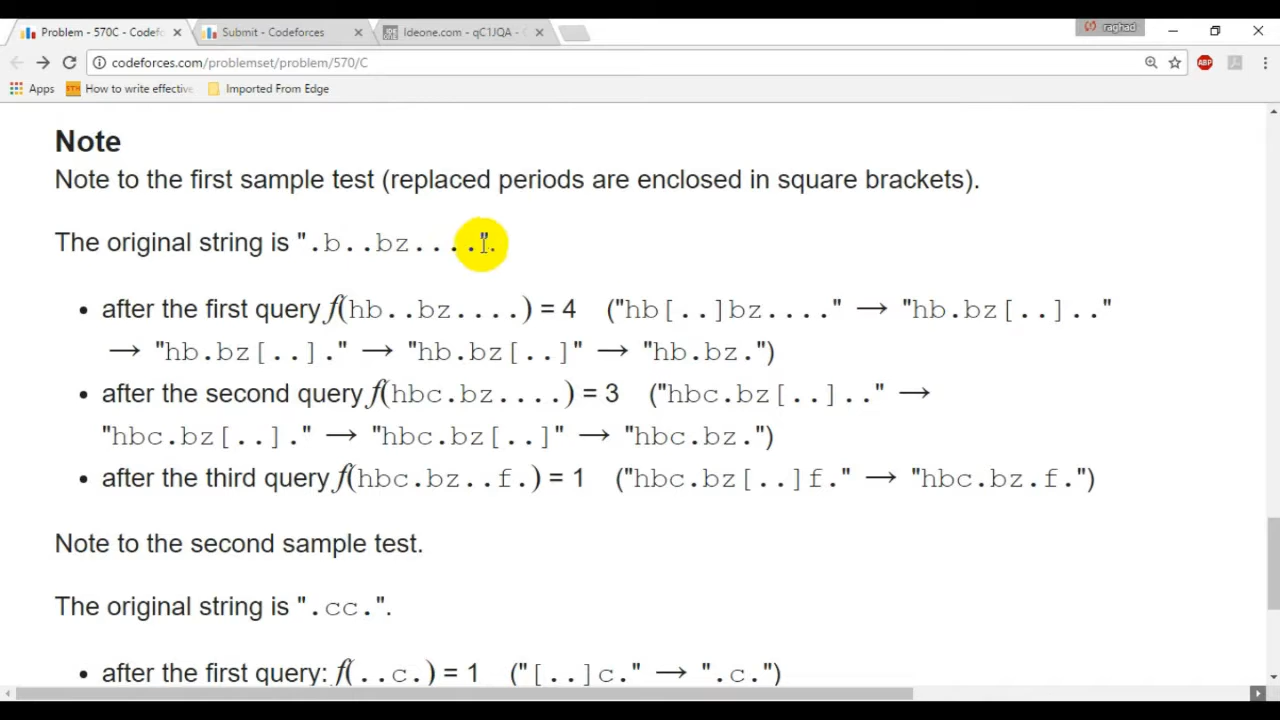 Problem - 570C - Codef
Submit - Codeforces
Ideone.com - qC1JQA -
raghad
codeforces.com/problemset/problem/570/C
ABP
Apps
How to write effective
Imported From Edge
Note
Note to the first sample test (replaced periods are enclosed in square brackets).
The original string is ".b..bz....".
• after the first query f(hb..bz....) = 4 ("hb[..]bz...." → "hb.bz[..].."
→ "hb.bz[..]." → "hb.bz[..]" → "hb.bz.")
• after the second query f(hbc.bz....) = 3 ("hbc.bz[..].." →
"hbc.bz[..]." → "hbc.bz[..]" → "hbc.bz.")
• after the third query f(hbc.bz..f.) = 1 ("hbc.bz[..]f." → "hbc.bz.f.")
Note to the second sample test.
The original string is ".cc.".
• after the first query: f(..c.) = 1 ("[..]c." → ".c.")